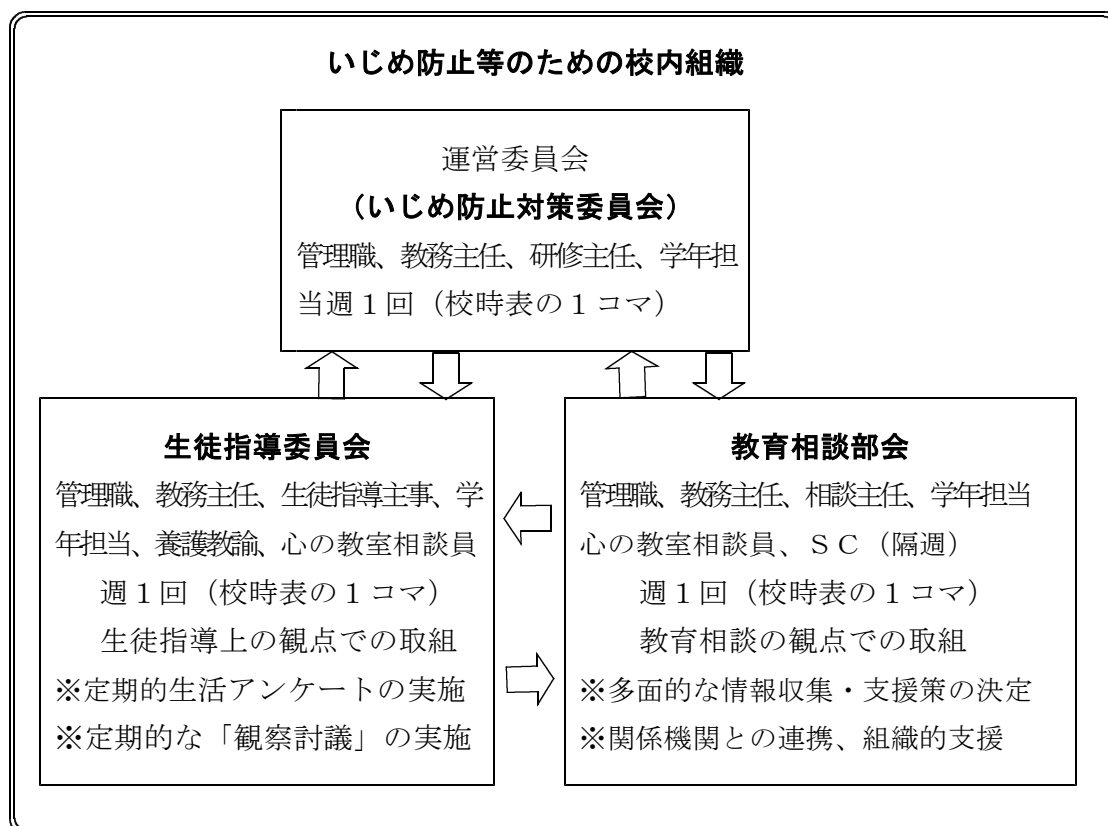 いじめ防止等のための校内組織
運営委員会
（いじめ防止対策委員会）
管理職、教務主任、研修主任、学年担
当週１回（校時表の１コマ）
生徒指導委員会
管理職、教務主任、生徒指導主事、学
年担当、養護教諭、心の教室相談員
週１回（校時表の１コマ）
生徒指導上の観点での取組
※定期的生活アンケートの実施
※定期的な「観察討議」の実施
教育相談部会
管理職、教務主任、相談主任、学年担当
心の教室相談員、ＳＣ（隔週）
週１回（校時表の１コマ）
教育相談の観点での取組
※多面的な情報収集・支援策の決定
※関係機関との連携、組織的支援